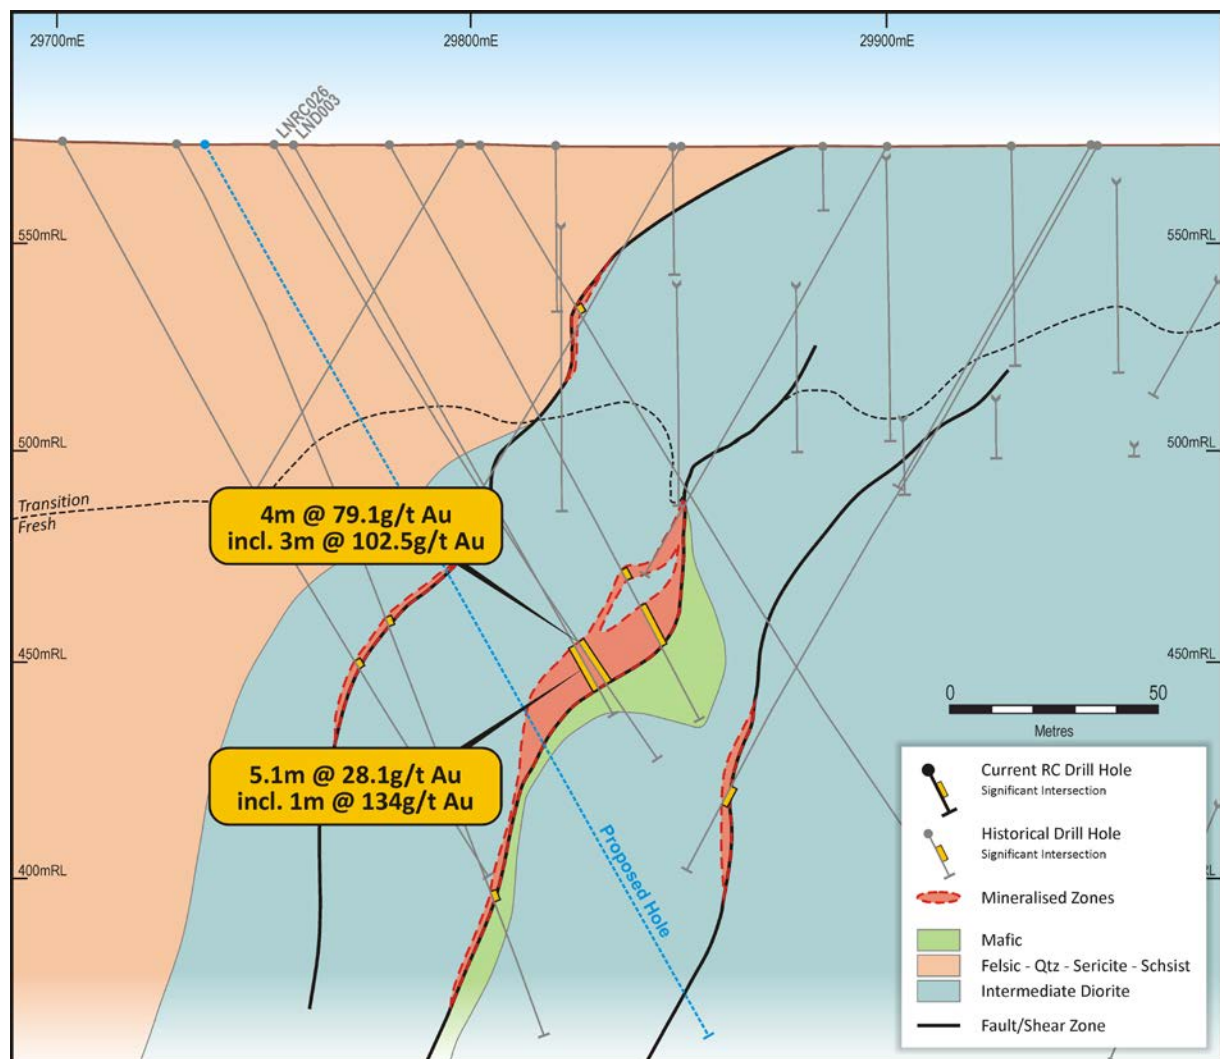 29700mE
29800mE
29900mE
LNRC026
LND003
550mRL
550mRL
500mRL
500mRL
Transition
Fresh
4m @ 79.1g/t Au
incl. 3m @ 102.5g/t Au
450mRL
450mRL
0
50
Metres
5.1m @ 28.1g/t Au
incl. 1m @ 134g/t Au
Proposed Hole
400mRL
Current RC Drill Hole
Significant Intersection
Historical Drill Hole
Significant Intersection
Mineralised Zones
Mafic
Felsic - Qtz - Sericite - Schsist
Intermediate Diorite
Fault/Shear Zone